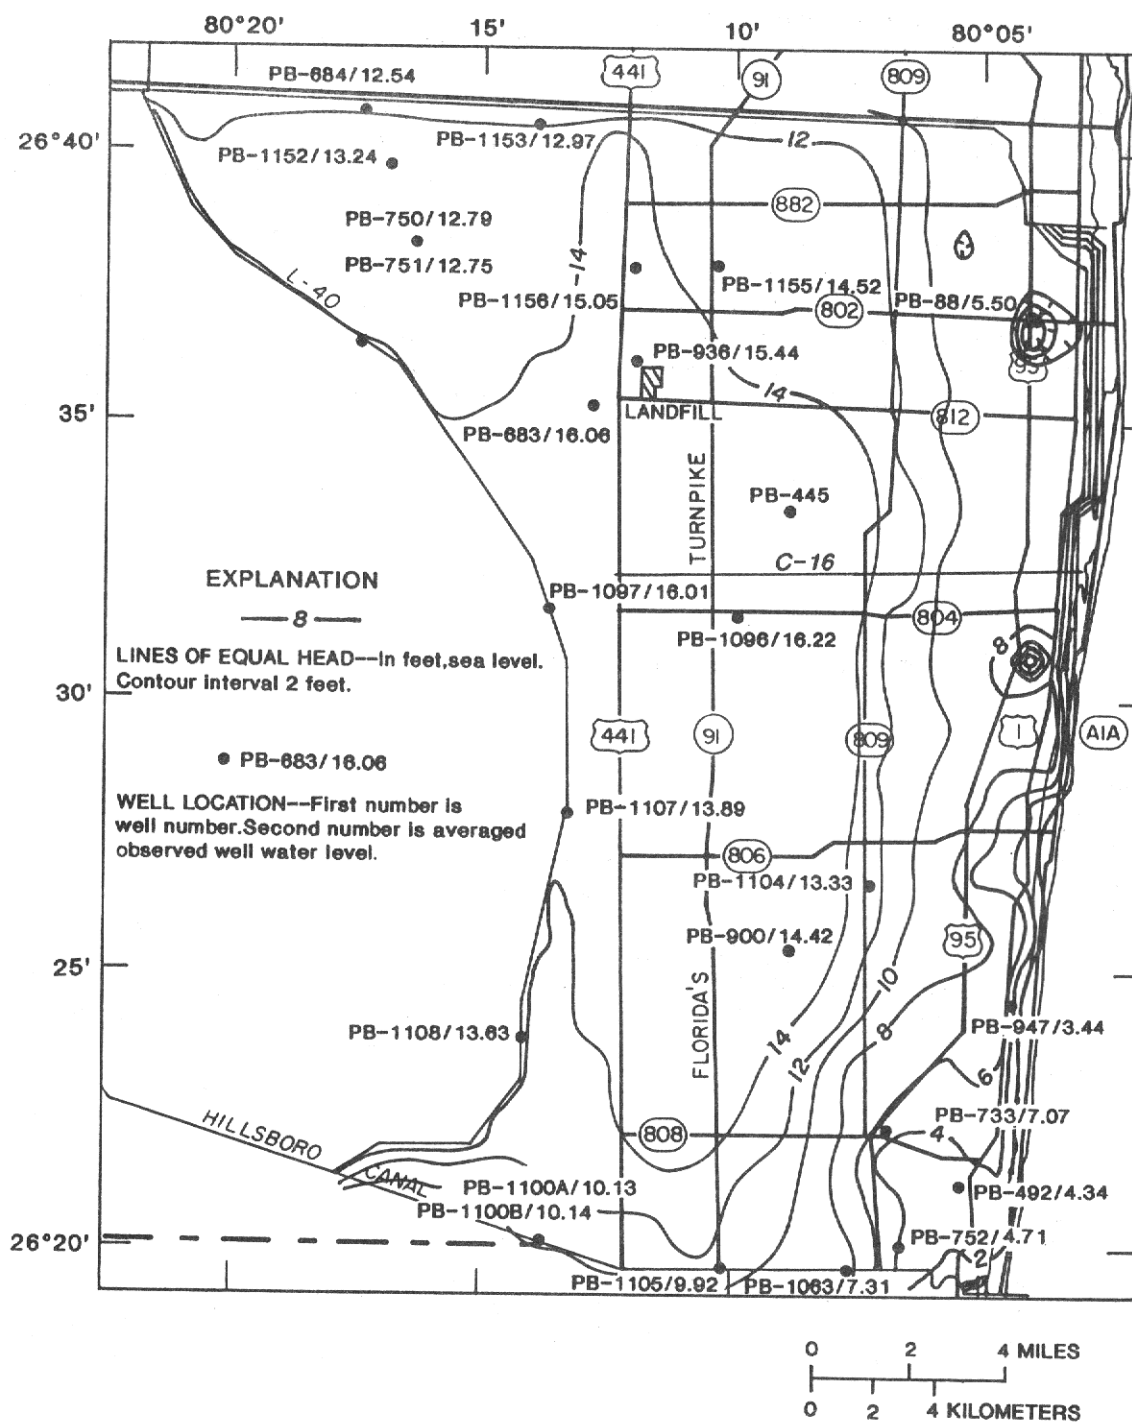 80°20' 15' 10' 80°05'
441 91 809
PB-684/12.54
26°40'
PB-1153/12.97
12
PB-1152/13.24
882
PB-750/12.79
14
PB-751/12.75
L-40
PB-1156/15.05
PB-1155/14.52
PB-88/5.50
802
PB-936/15.44
95
14
35'
LANDFILL
812
PB-683/16.06
TURNPIKE
PB-445
C-16
EXPLANATION
8
PB-1097/16.01
804
PB-1096/16.22
8
LINES OF EQUAL HEAD--In feet,sea level.
Contour interval 2 feet.
30'
441 91 809 1 A1A
PB-683/16.06
WELL LOCATION--First number is
well number.Second number is averaged
observed well water level.
PB-1107/13.89
806
PB-1104/13.33
PB-900/14.42
95
25'
FLORIDA'S
10
8
PB-947/3.44
PB-1108/13.63
14
12
6
HILLSBORO
CANAL
808
PB-733/7.07
4
PB-1100A/10.13
PB-492/4.34
PB-1100B/10.14
26°20'
PB-752/4.71
2
PB-1105/9.92
PB-1063/7.31
0 2 4 MILES
0 2 4 KILOMETERS